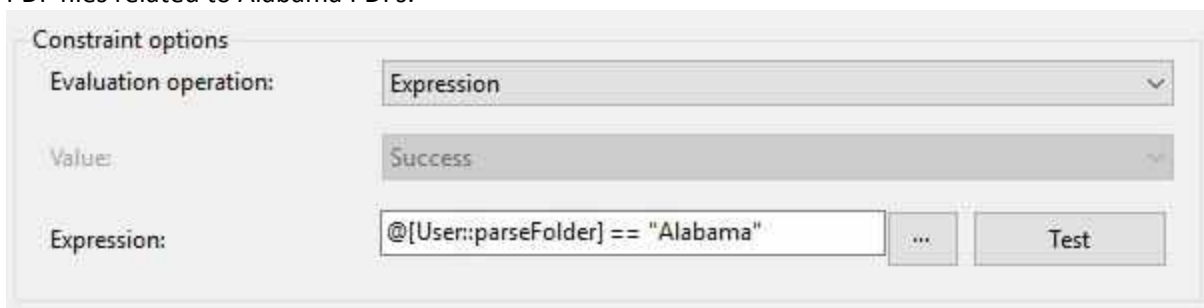 PDF files related to Alabama PDFs.
Constraint options
Evaluation operation: Expression
Value: Success
Expression: @[User::parseFolder] == "Alabama" ... Test